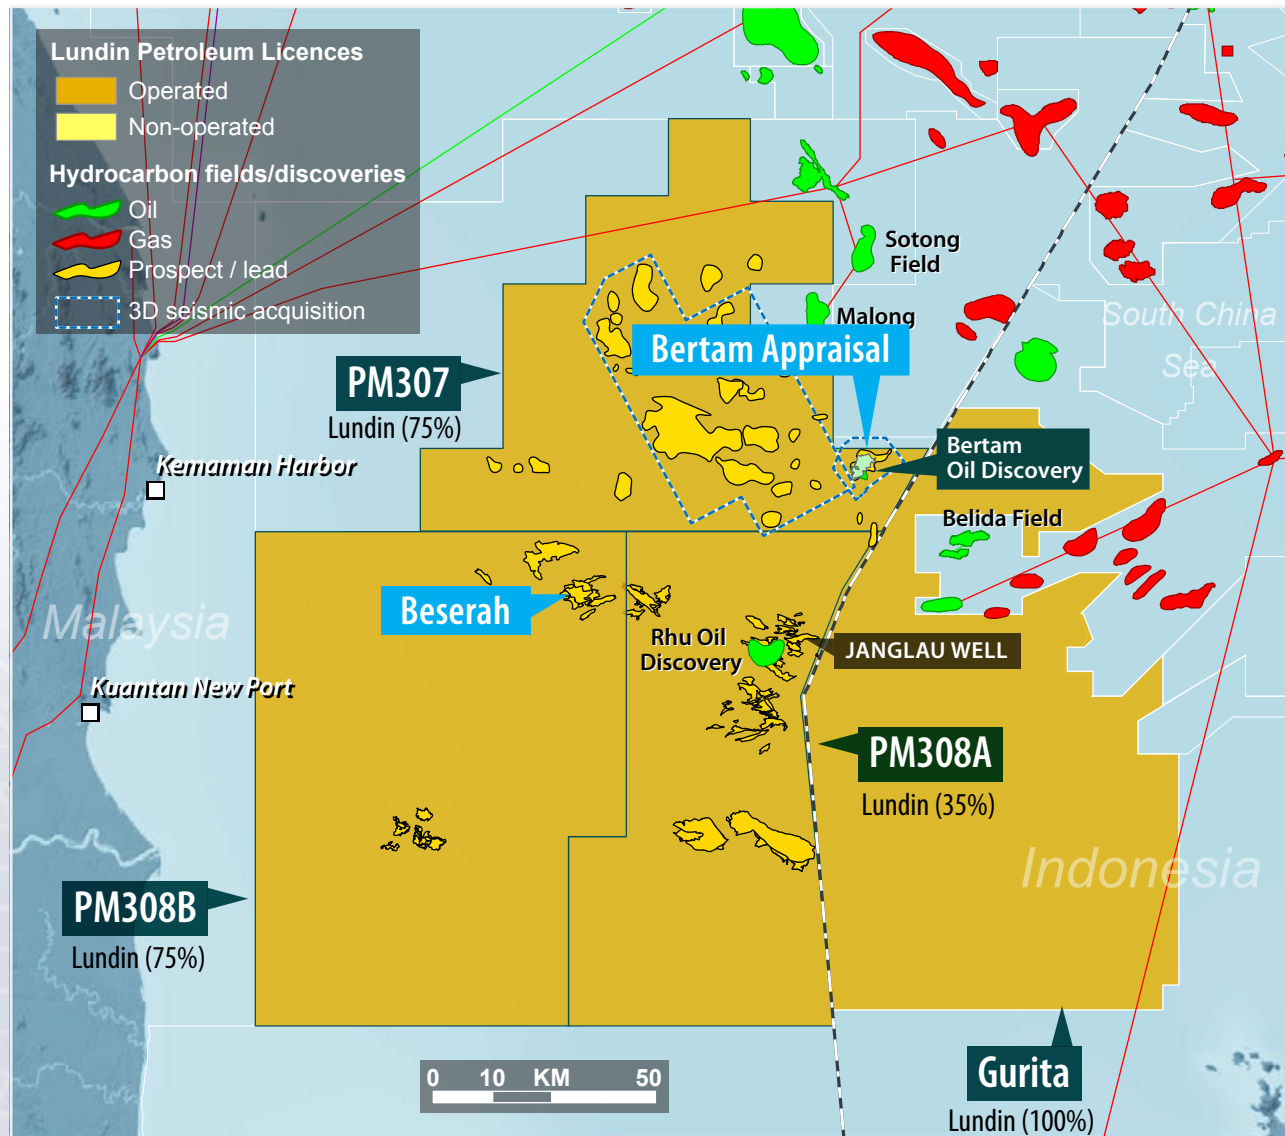 Lundin Petroleum Licences
Operated
Non-operated
Hydrocarbon fields/discoveries
Oil
Gas
Prospect / lead
3D seismic acquisition
Sotong
Field
Malong
South China
Sea
Bertam Appraisal
PM307
Lundin (75%)
Bertam
Oil Discovery
Kemaman Harbor
Belida Field
Beserah
Malaysia
Rhu Oil
Discovery
JANGLAU WELL
Kuantan New Port
PM308A
Lundin (35%)
Indonesia
PM308B
Lundin (75%)
Gurita
Lundin (100%)
0 10 KM 50